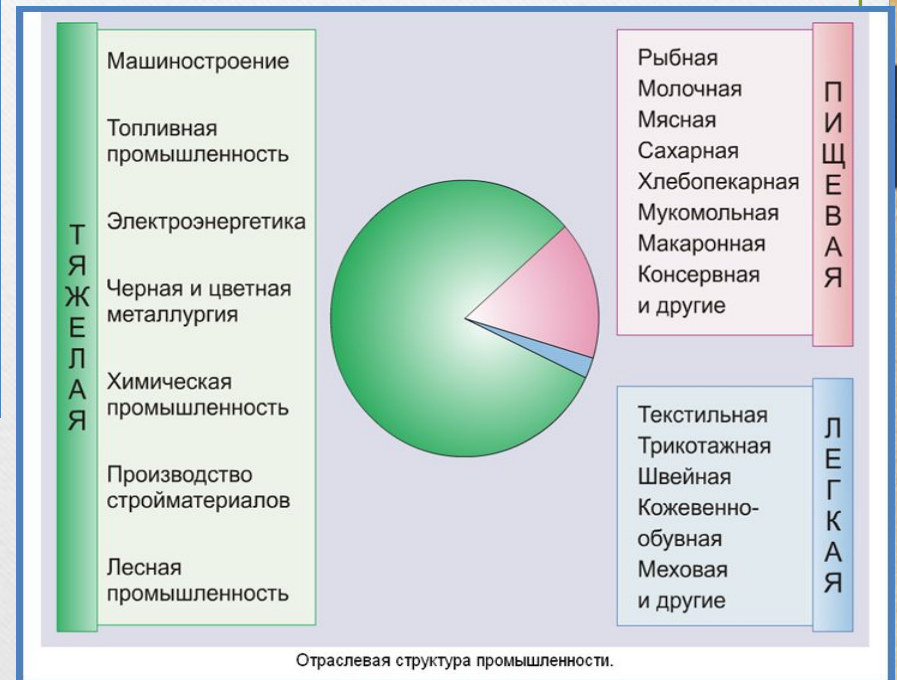 ТЯЖЕЛАЯ
Машиностроение
Топливная
промышленность
Электроэнергетика
Черная и цветная
металлургия
Химическая
промышленность
Производство
стройматериалов
Лесная
промышленность
Рыбная
Молочная
Мясная
Сахарная
Хлебопекарная
Мукомольная
Макаронная
Консервная
и другие
ПИЩЕВАЯ
Текстильная
Трикотажная
Швейная
Кожевенно-
обувная
Меховая
и другие
ЛЕГКАЯ
Отраслевая структура промышленности.